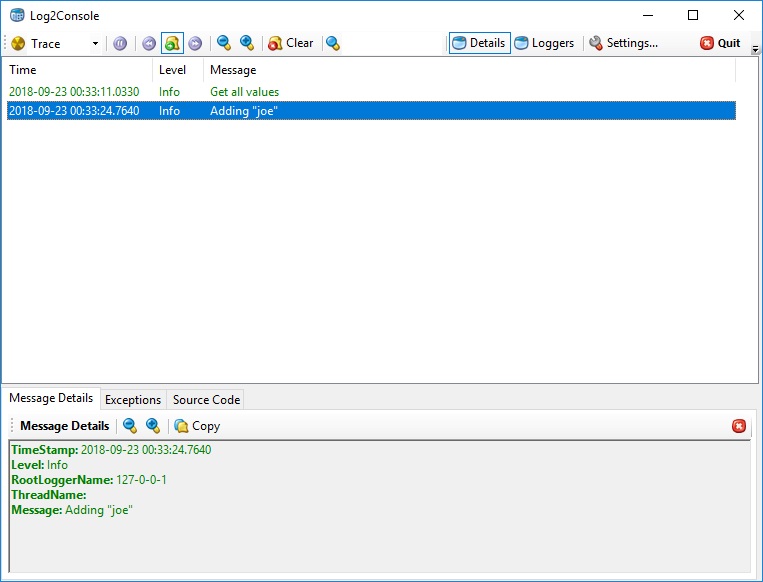 Log2Console
Trace Clear Details Loggers Settings... Quit
Time Level Message
2018-09-23 00:33:11.0330 Info Get all values
2018-09-23 00:33:24.7640 Info Adding "joe"
Message Details Exceptions Source Code
Message Details Copy
TimeStamp: 2018-09-23 00:33:24.7640
Level: Info
RootLoggerName: 127-0-0-1
ThreadName:
Message: Adding "joe"